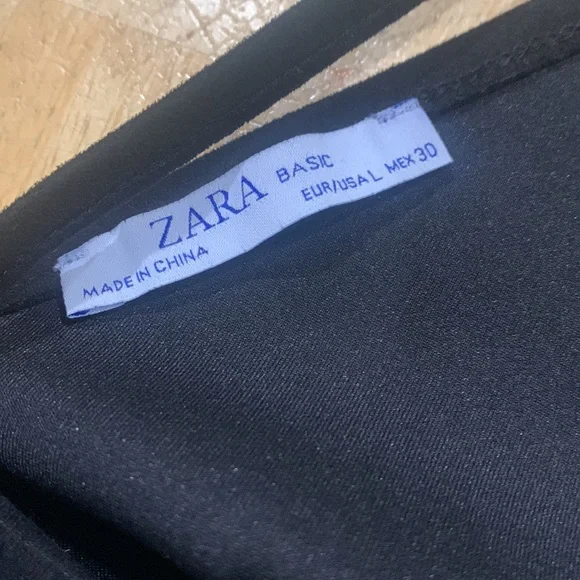 ZARA BASIC EUR/USA L MEX 30
MADE IN CHINA